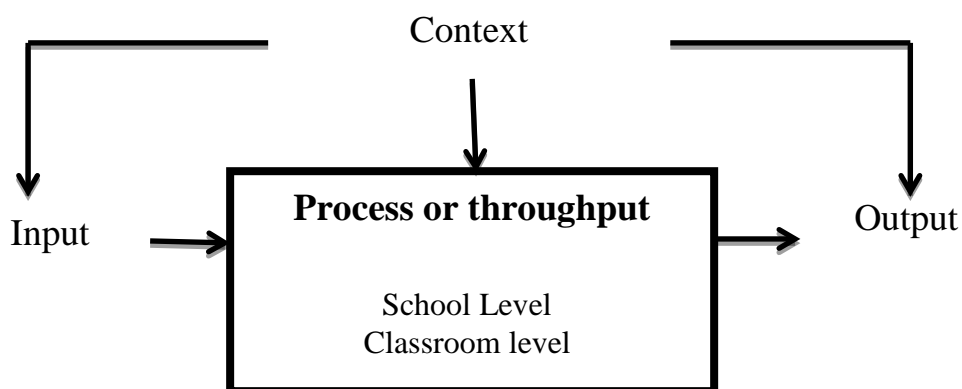 Context
Process or throughput
Input
Output
School Level
Classroom level